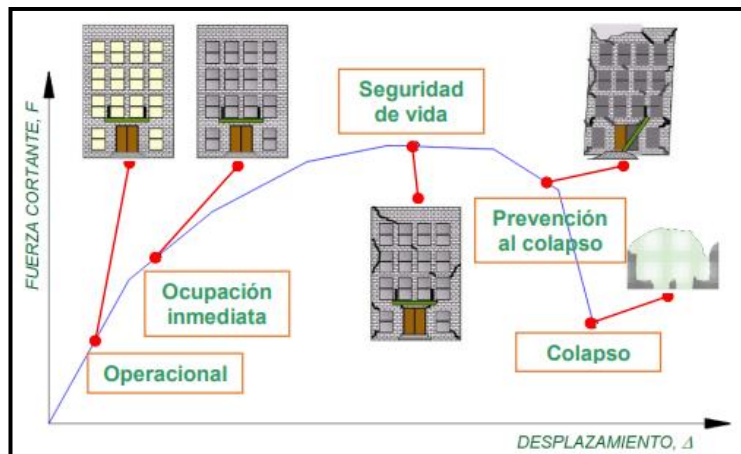 FUERZA CORTANTE, F
Seguridad
de vida
Prevención
al colapso
Ocupación
inmediata
Operacional
Colapso
DESPLAZAMIENTO, Δ